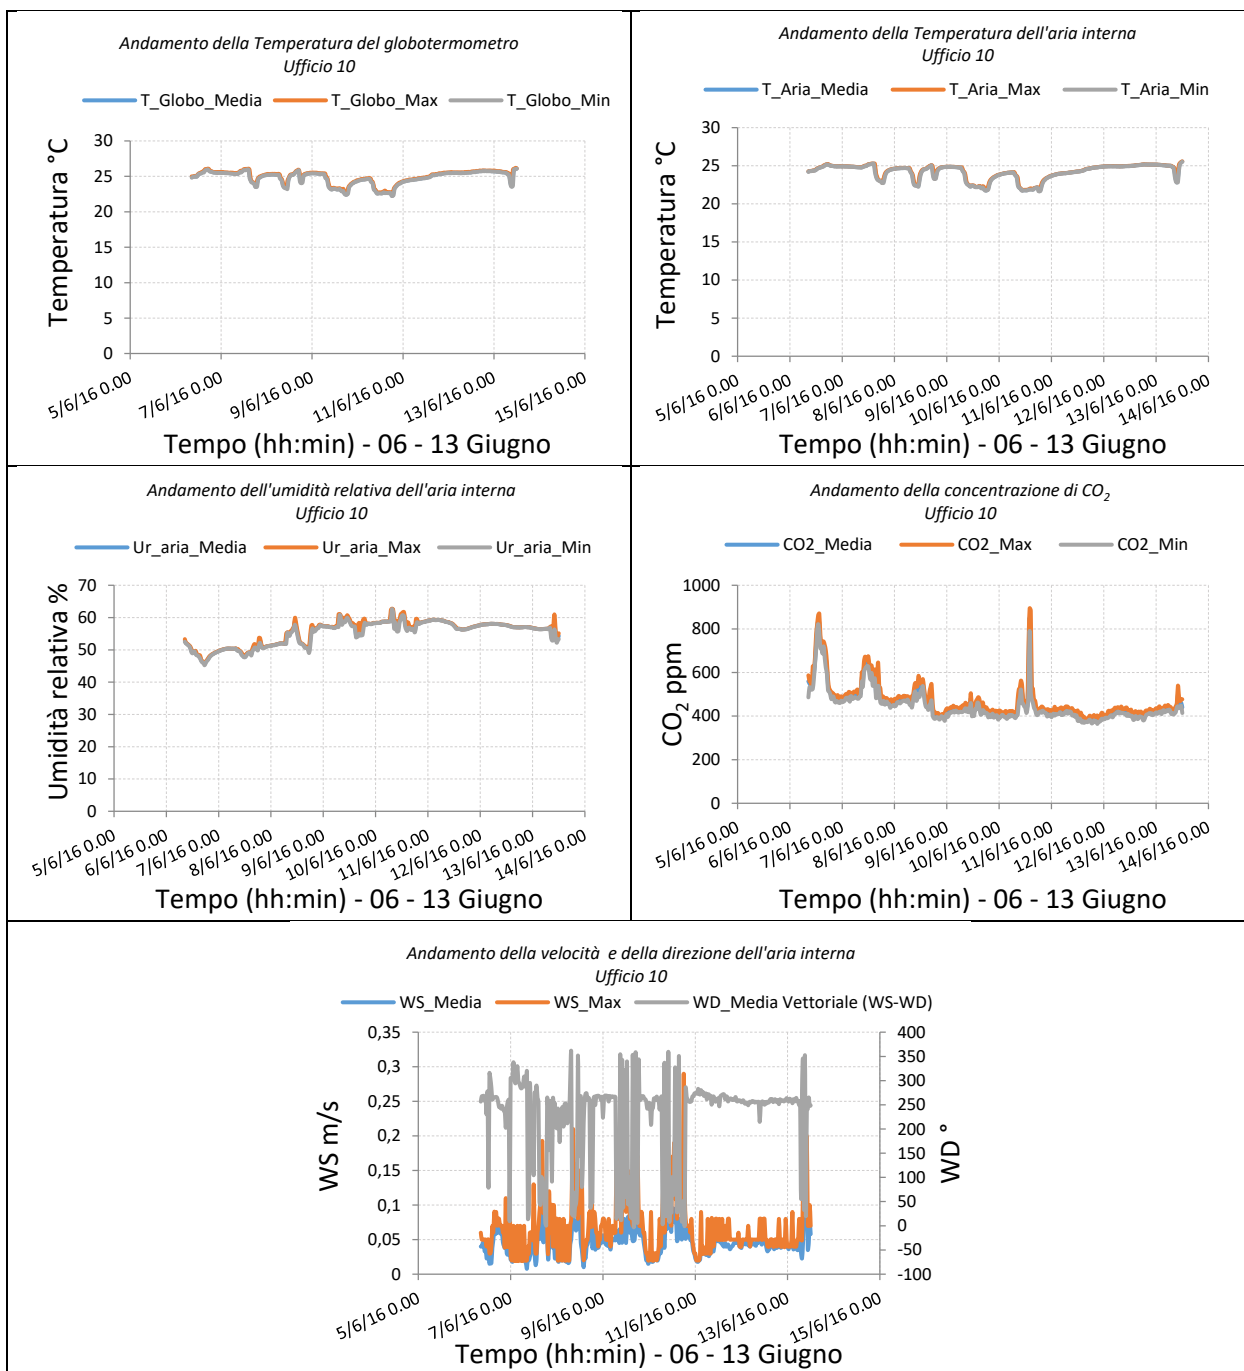 Andamento della Temperatura del globotermometro
Ufficio 10
T_Globo_Media T_Globo_Max T_Globo_Min
30
25
20
15
10
5
0
Temperatura °C
5/6/16 0.00 7/6/16 0.00 9/6/16 0.00 11/6/16 0.00 13/6/16 0.00 15/6/16 0.00
Tempo (hh:min) - 06 - 13 Giugno
Andamento della Temperatura dell'aria interna
Ufficio 10
T_Aria_Media T_Aria_Max T_Aria_Min
30
25
20
15
10
5
0
Temperatura °C
5/6/16 0.00 6/6/16 0.00 7/6/16 0.00 8/6/16 0.00 9/6/16 0.00 10/6/16 0.00 11/6/16 0.00 12/6/16 0.00 13/6/16 0.00 14/6/16 0.00
Tempo (hh:min) - 06 - 13 Giugno
Andamento dell'umidità relativa dell'aria interna
Ufficio 10
Ur_aria_Media Ur_aria_Max Ur_aria_Min
70
60
50
40
30
20
10
0
Umidità relativa %
5/6/16 0.00 6/6/16 0.00 7/6/16 0.00 8/6/16 0.00 9/6/16 0.00 10/6/16 0.00 11/6/16 0.00 12/6/16 0.00 13/6/16 0.00 14/6/16 0.00
Tempo (hh:min) - 06 - 13 Giugno
Andamento della concentrazione di CO2
Ufficio 10
CO2_Media CO2_Max CO2_Min
1000
800
600
400
200
0
CO2 ppm
5/6/16 0.00 6/6/16 0.00 7/6/16 0.00 8/6/16 0.00 9/6/16 0.00 10/6/16 0.00 11/6/16 0.00 12/6/16 0.00 13/6/16 0.00 14/6/16 0.00
Tempo (hh:min) - 06 - 13 Giugno
Andamento della velocità e della direzione dell'aria interna
Ufficio 10
WS_Media WS_Max WD_Media Vettoriale (WS-WD)
0,35
0,3
0,25
0,2
0,15
0,1
0,05
0
WS m/s
400
350
300
250
200
150
100
50
0
-50
-100
WD °
5/6/16 0.00 7/6/16 0.00 9/6/16 0.00 11/6/16 0.00 13/6/16 0.00 15/6/16 0.00
Tempo (hh:min) - 06 - 13 Giugno